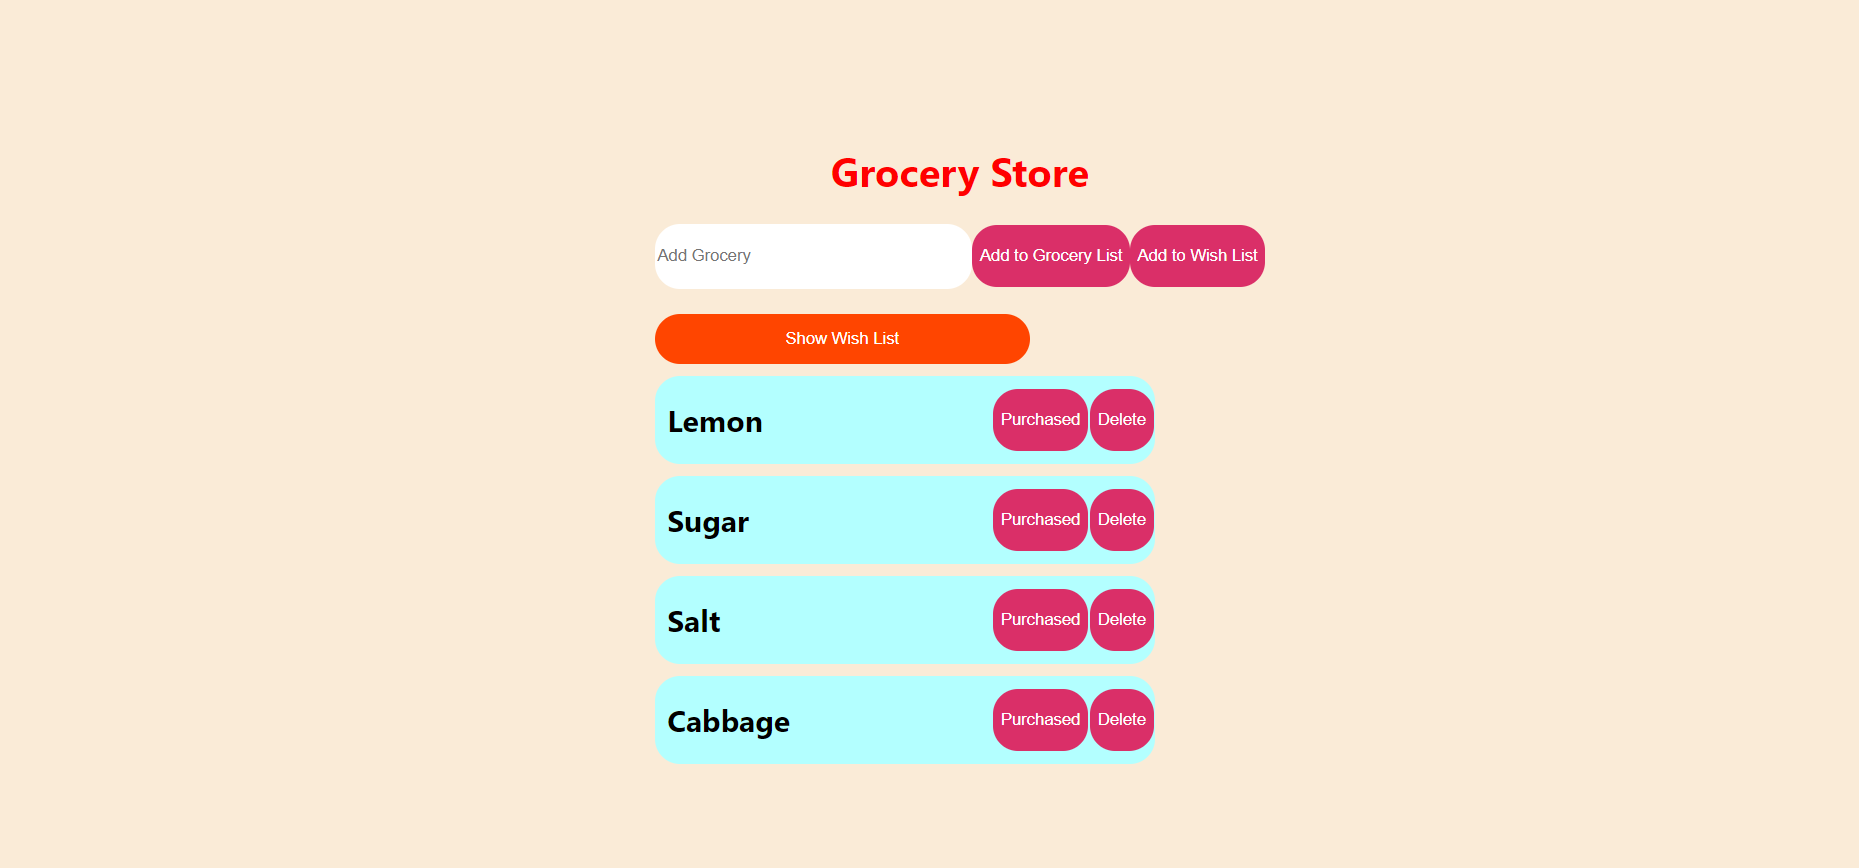 Grocery Store
Add Grocery Add to Grocery List Add to Wish List
Show Wish List
Lemon Purchased Delete
Sugar Purchased Delete
Salt Purchased Delete
Cabbage Purchased Delete